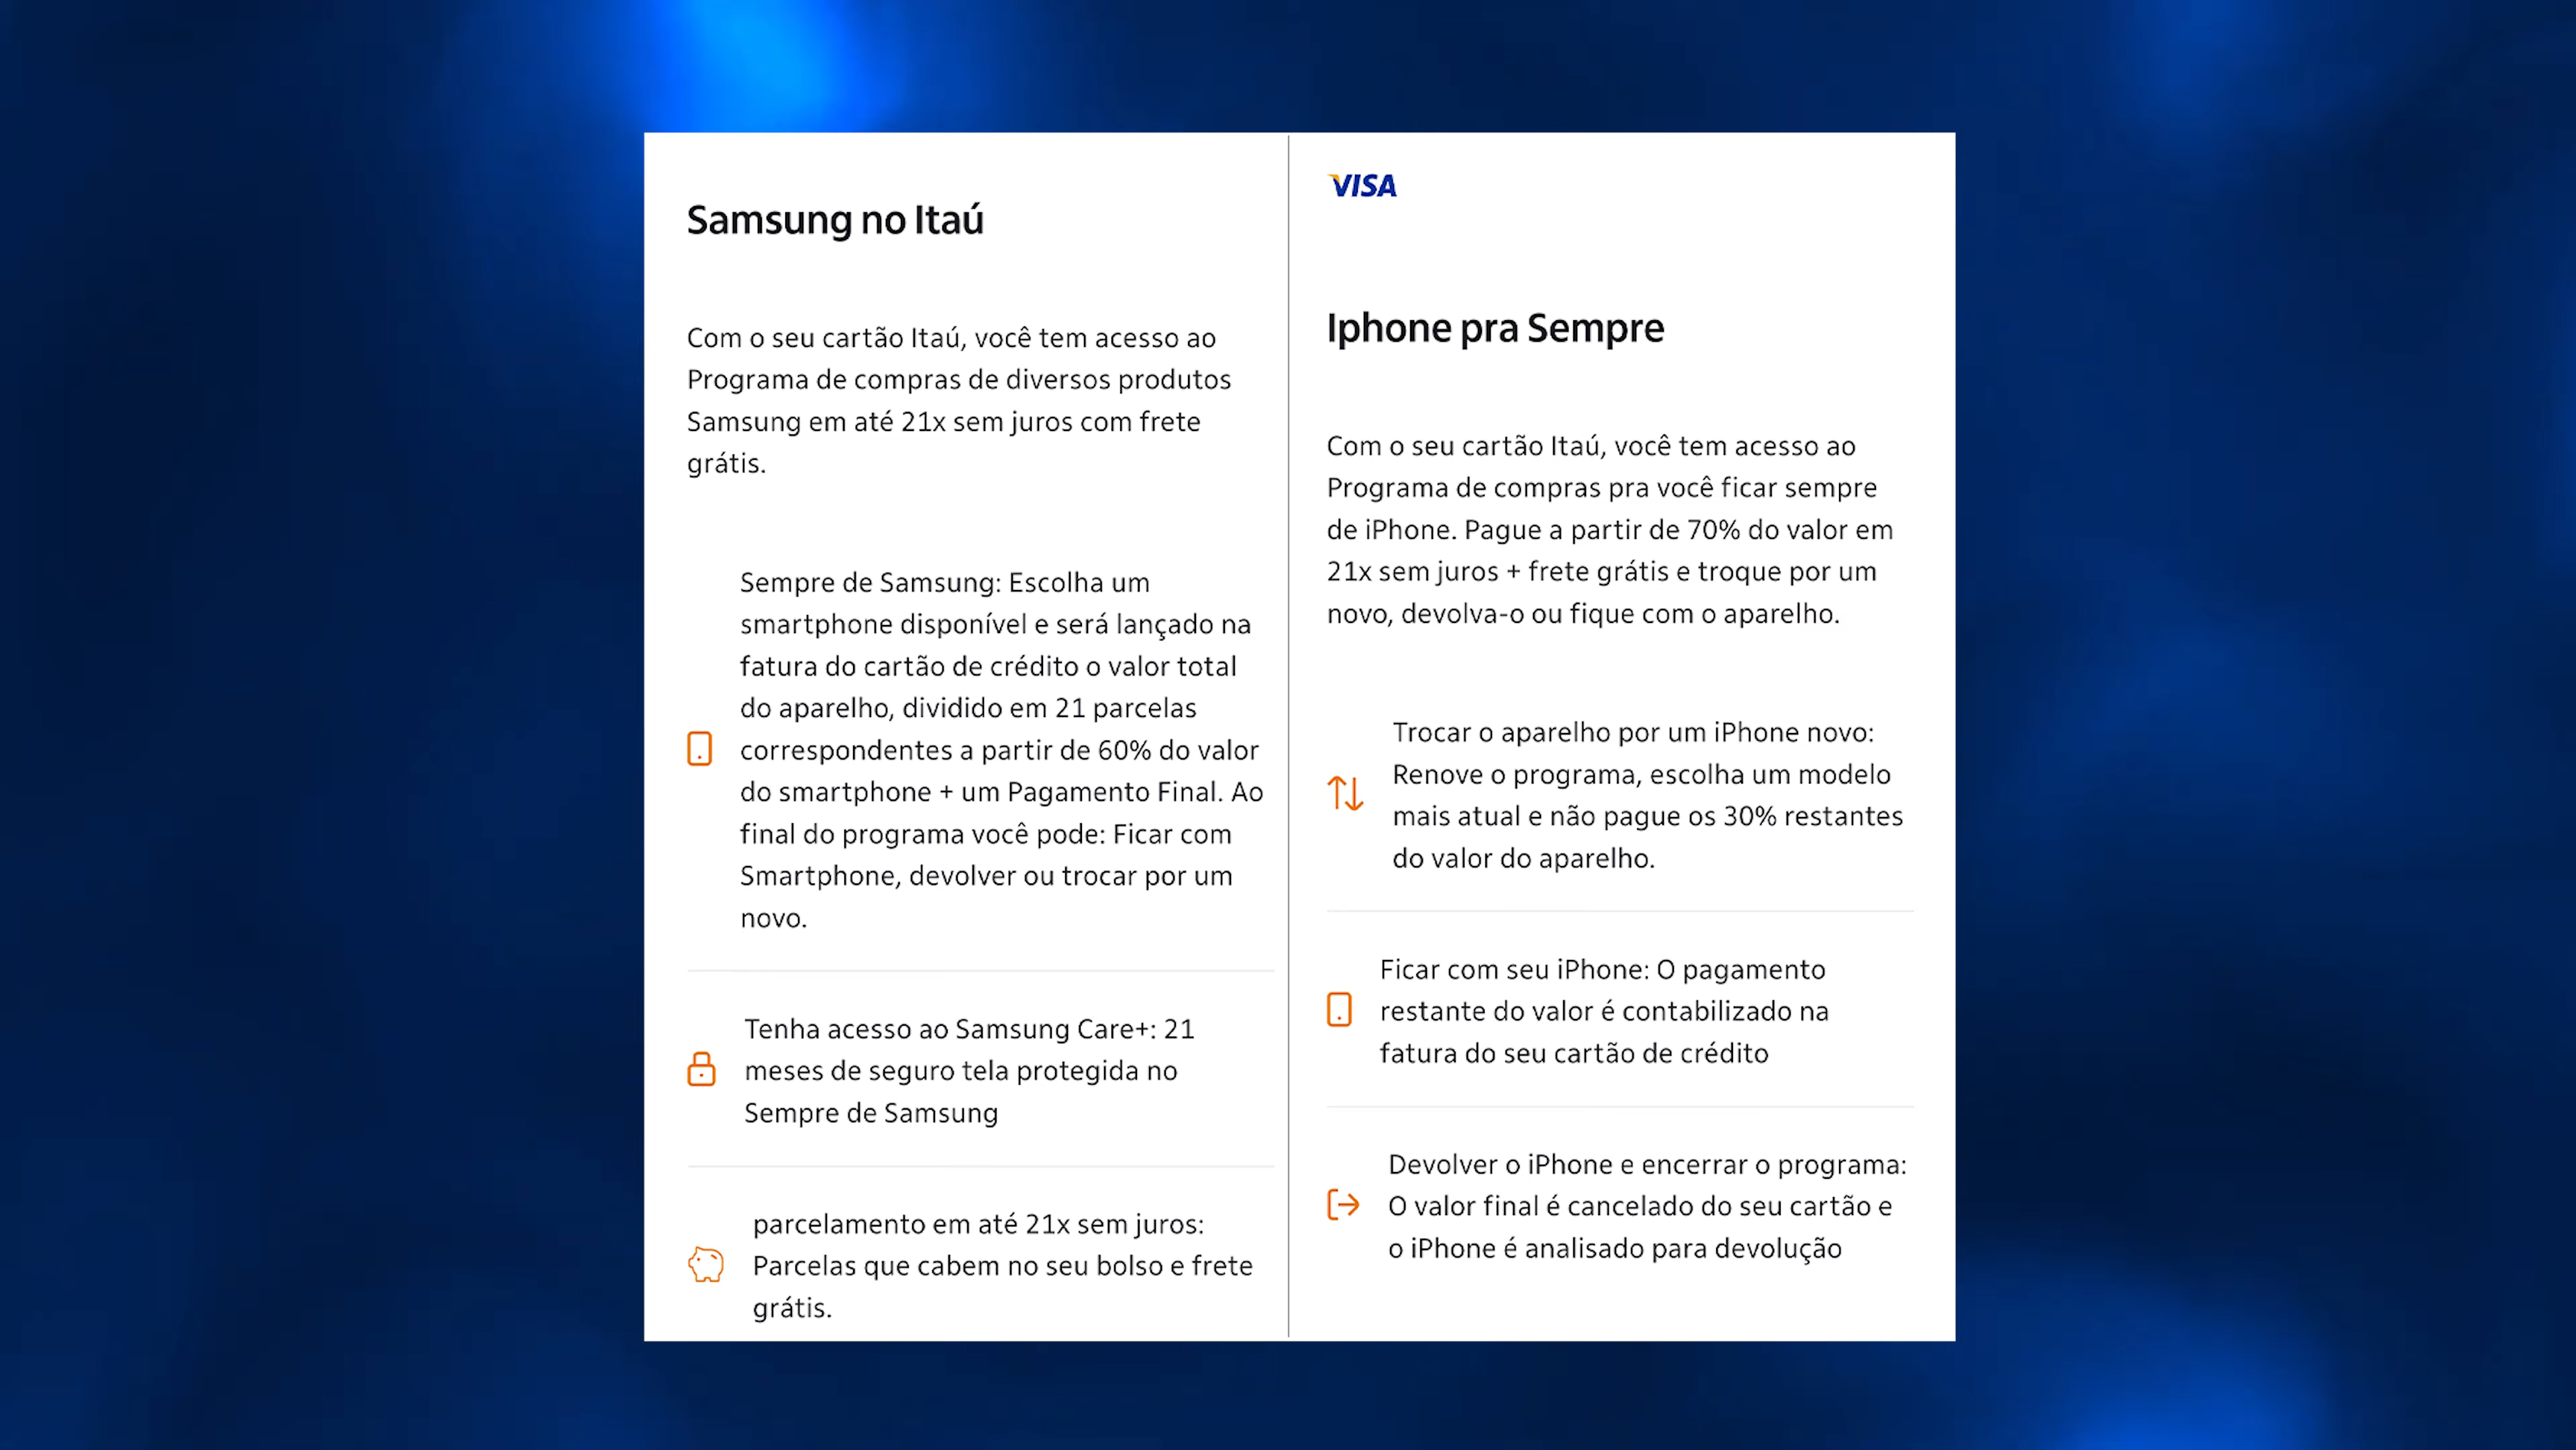 Samsung no Itaú
Com o seu cartão Itaú, você tem acesso ao
Programa de compras de diversos produtos
Samsung em até 21x sem juros com frete
grátis.
Sempre de Samsung: Escolha um
smartphone disponível e será lançado na
fatura do cartão de crédito o valor total
do aparelho, dividido em 21 parcelas
correspondentes a partir de 60% do valor
do smartphone + um Pagamento Final. Ao
final do programa você pode: Ficar com
Smartphone, devolver ou trocar por um
novo.
Tenha acesso ao Samsung Care+: 21
meses de seguro tela protegida no
Sempre de Samsung
parcelamento em até 21x sem juros:
Parcelas que cabem no seu bolso e frete
grátis.
VISA
Iphone pra Sempre
Com o seu cartão Itaú, você tem acesso ao
Programa de compras pra você ficar sempre
de iPhone. Pague a partir de 70% do valor em
21x sem juros + frete grátis e troque por um
novo, devolva-o ou fique com o aparelho.
Trocar o aparelho por um iPhone novo:
Renove o programa, escolha um modelo
mais atual e não pague os 30% restantes
do valor do aparelho.
Ficar com seu iPhone: O pagamento
restante do valor é contabilizado na
fatura do seu cartão de crédito
Devolver o iPhone e encerrar o programa:
O valor final é cancelado do seu cartão e
o iPhone é analisado para devolução